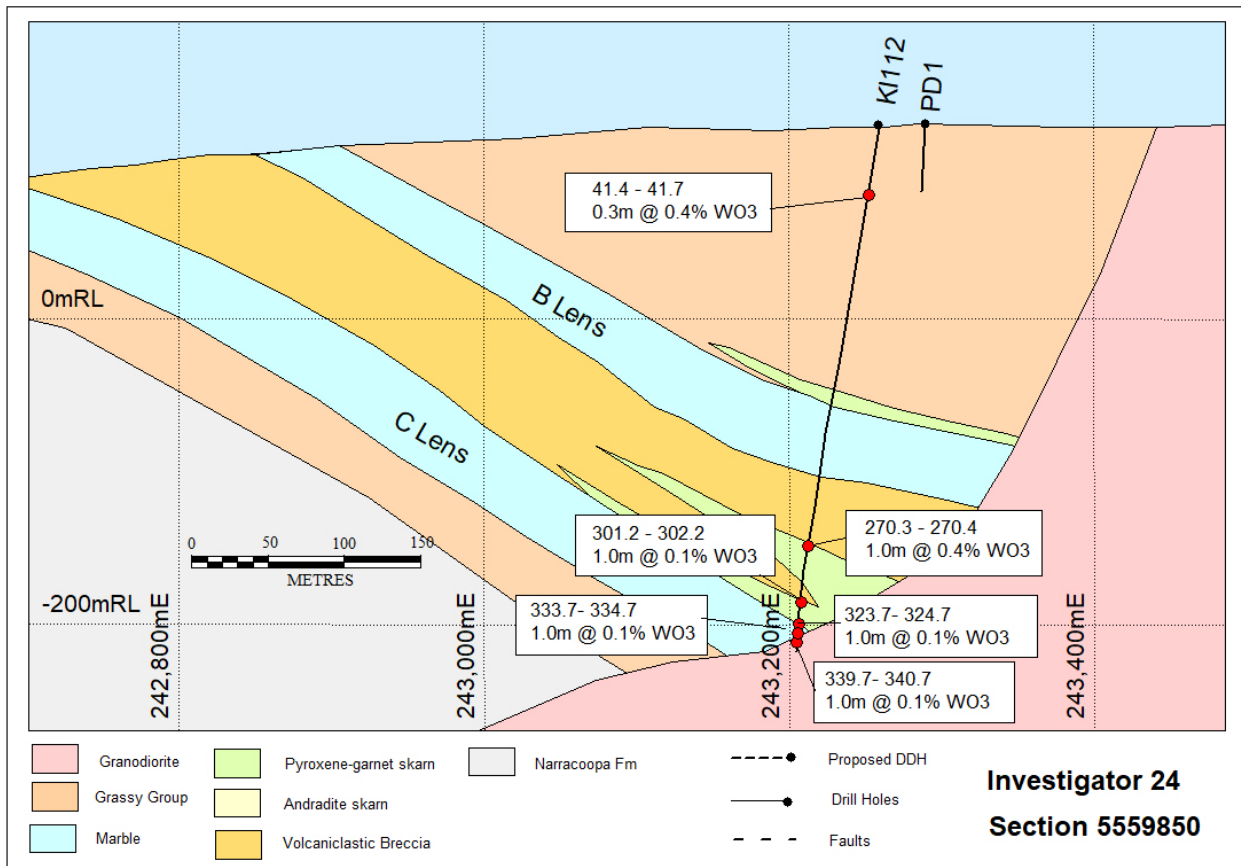 KI112
PD1
41.4 - 41.7
0.3m @ 0.4% WO3
0mRL
B Lens
C Lens
301.2 - 302.2
1.0m @ 0.1% WO3
270.3 - 270.4
1.0m @ 0.4% WO3
0 50 100 150
METRES
-200mRL
333.7- 334.7
1.0m @ 0.1% WO3
323.7- 324.7
1.0m @ 0.1% WO3
339.7- 340.7
1.0m @ 0.1% WO3
242,800mE
243,000mE
243,200mE
243,400mE
Granodiorite
Grassy Group
Marble
Pyroxene-garnet skarn
Andradite skarn
Volcaniclastic Breccia
Narracoopa Fm
Proposed DDH
Drill Holes
Faults
Investigator 24
Section 5559850